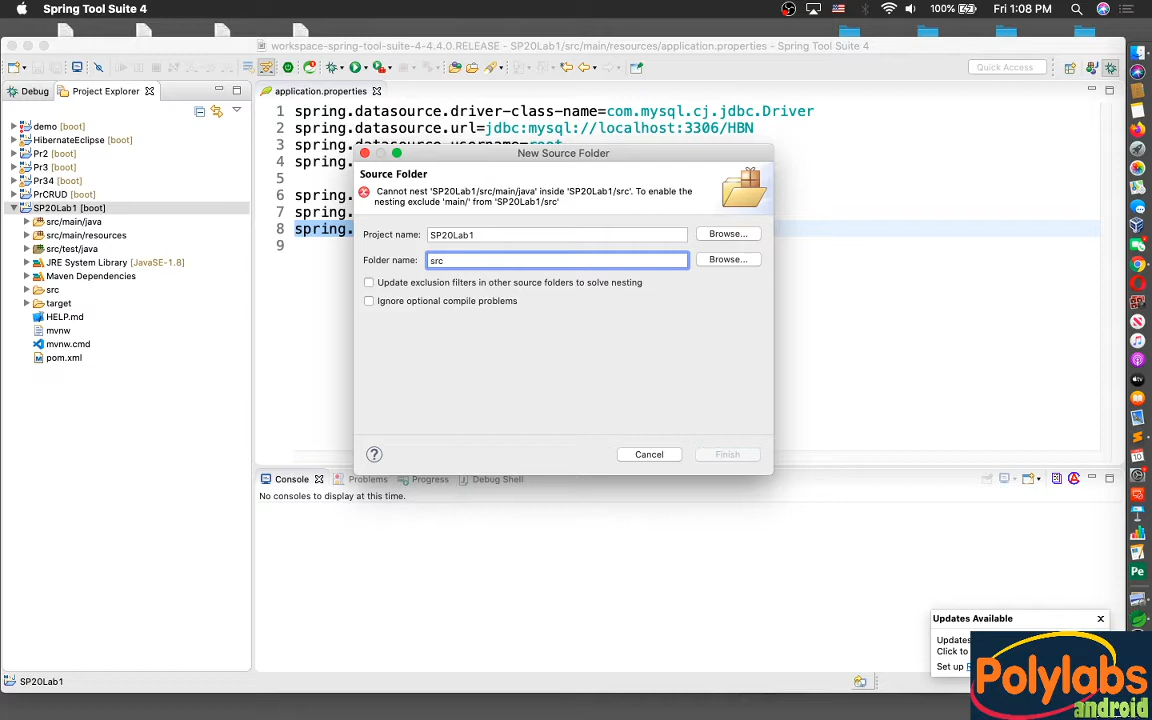 Spring Tool Suite 4
100%
Fri 1:08 PM
workspace-spring-tool-suite-4-4.4.0.RELEASE - SP20Lab1/src/main/resources/application.properties - Spring Tool Suite 4
Quick Access
Debug
Project Explorer
application.properties
demo [boot]
HibernateEclipse [boot]
Pr2 [boot]
Pr3 [boot]
Pr34 [boot]
PrCRUD [boot]
SP20Lab1 [boot]
src/main/java
src/main/resources
src/test/java
JRE System Library [JavaSE-1.8]
Maven Dependencies
src
target
HELP.md
mvnw
mvnw.cmd
pom.xml
1 spring.datasource.driver-class-name=com.mysql.cj.jdbc.Driver
2 spring.datasource.url=jdbc:mysql://localhost:3306/HBN
3 spring.datasource.username=root
4 spring.
5
6 spring.
7 spring.
8 spring.
9
New Source Folder
Source Folder
Cannot nest 'SP20Lab1/src/main/java' inside 'SP20Lab1/src'. To enable the
nesting exclude 'main/' from 'SP20Lab1/src'
Project name: SP20Lab1 Browse...
Folder name: src Browse...
Update exclusion filters in other source folders to solve nesting
Ignore optional compile problems
? Cancel Finish
Console Problems Progress Debug Shell
No consoles to display at this time.
Updates Available X
Updates
Click to
Set up
SP20Lab1
Polylabs
android